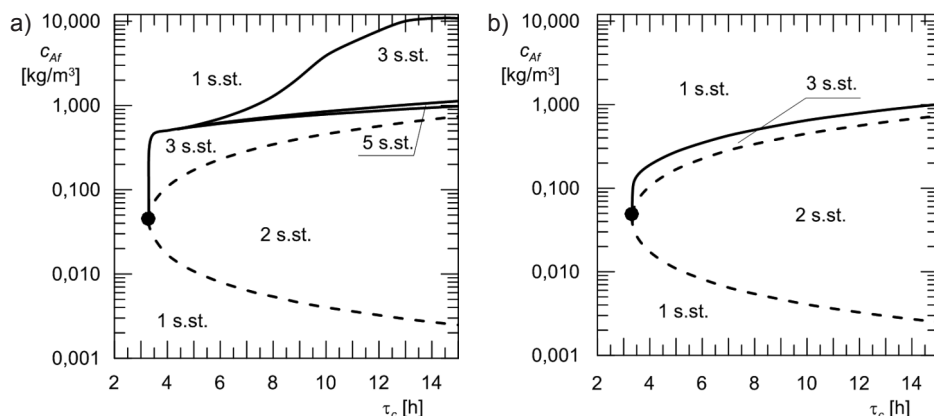 a)
c_Af
[kg/m³]
10,000
1,000
0,100
0,010
0,001
1 s.st.
3 s.st.
3 s.st.
5 s.st.
2 s.st.
1 s.st.
2 4 6 8 10 12 14
τ_c [h]
b)
c_Af
[kg/m³]
10,000
1,000
0,100
0,010
0,001
1 s.st.
3 s.st.
2 s.st.
1 s.st.
2 4 6 8 10 12 14
τ_c [h]